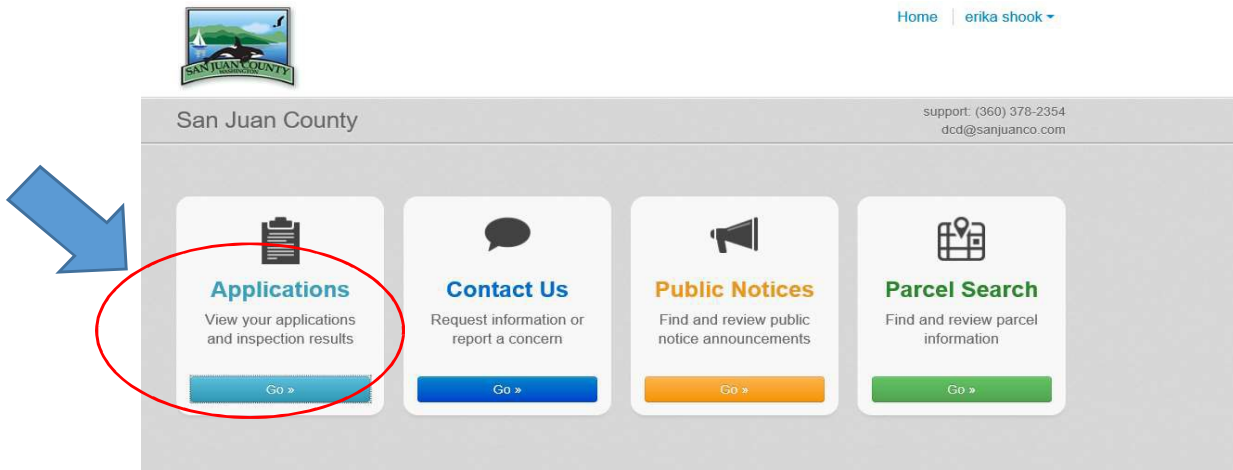 Home
erika shook
SAN JUAN COUNTY
WASHINGTON
San Juan County
support: (360) 378-2354
dcd@sanjuanco.com
Applications
View your applications
and inspection results
Go »
Contact Us
Request information or
report a concern
Go »
Public Notices
Find and review public
notice announcements
Go »
Parcel Search
Find and review parcel
information
Go »